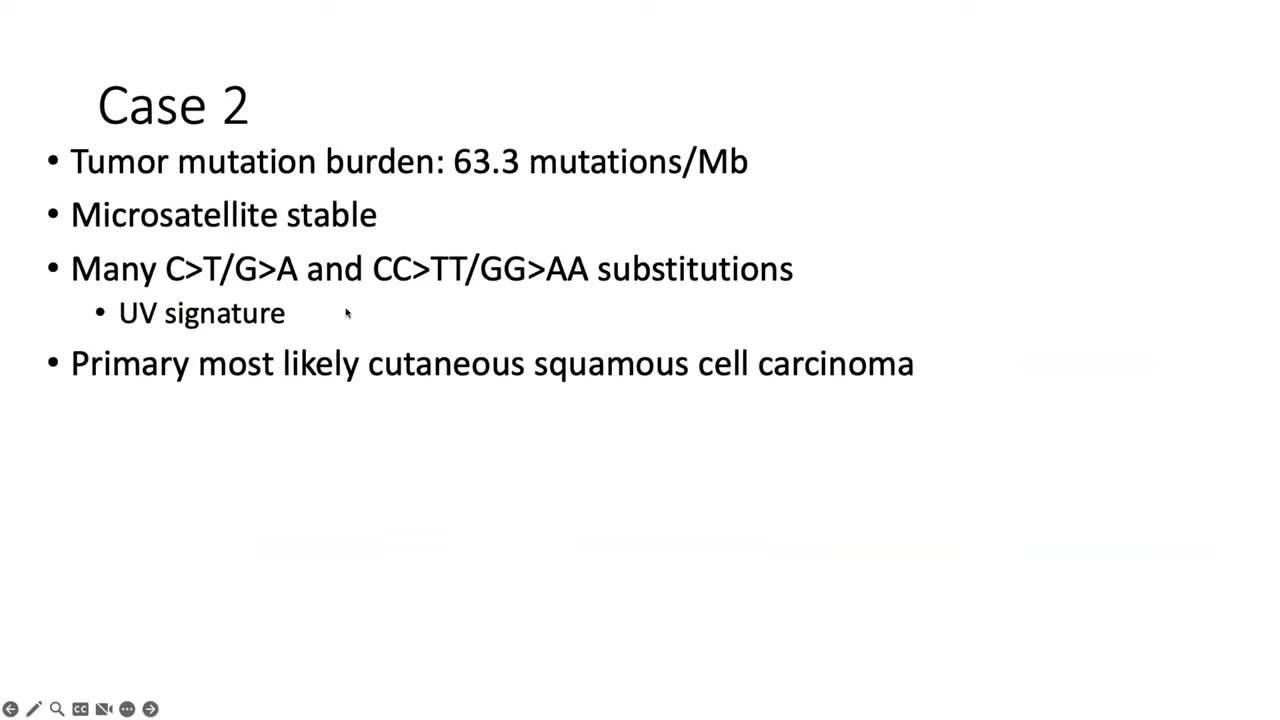 Case 2
• Tumor mutation burden: 63.3 mutations/Mb
• Microsatellite stable
• Many C>T/G>A and CC>TT/GG>AA substitutions
• UV signature
• Primary most likely cutaneous squamous cell carcinoma
CC